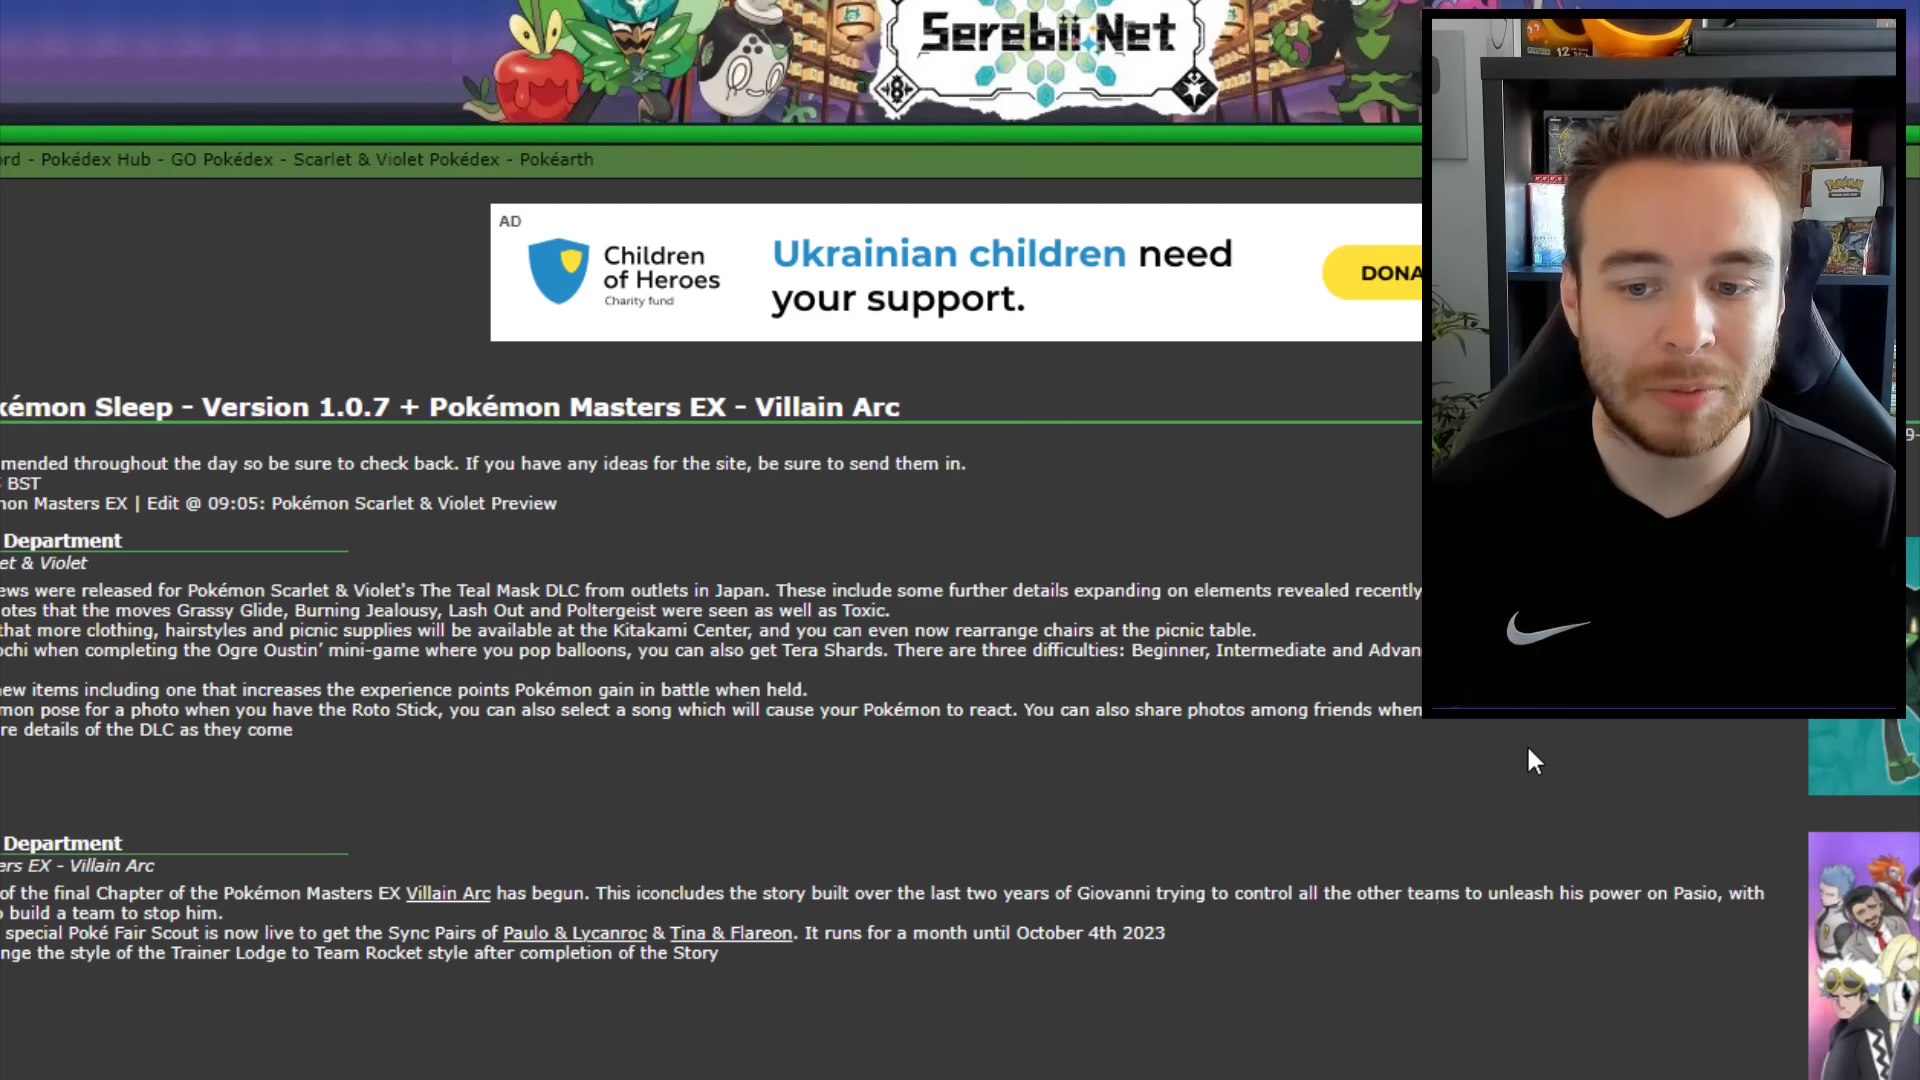 Serebii.Net
ord - Pokédex Hub - GO Pokédex - Scarlet & Violet Pokédex - Pokéarth
AD
Children
of Heroes
Charity fund
Ukrainian children need
your support.
DONA
kémon Sleep - Version 1.0.7 + Pokémon Masters EX - Villain Arc
9-
mended throughout the day so be sure to check back. If you have any ideas for the site, be sure to send them in.
BST
non Masters EX | Edit @ 09:05: Pokémon Scarlet & Violet Preview
Department
et & Violet
ews were released for Pokémon Scarlet & Violet's The Teal Mask DLC from outlets in Japan. These include some further details expanding on elements revealed recently
otes that the moves Grassy Glide, Burning Jealousy, Lash Out and Poltergeist were seen as well as Toxic.
that more clothing, hairstyles and picnic supplies will be available at the Kitakami Center, and you can even now rearrange chairs at the picnic table.
ochi when completing the Ogre Oustin’ mini-game where you pop balloons, you can also get Tera Shards. There are three difficulties: Beginner, Intermediate and Advan
new items including one that increases the experience points Pokémon gain in battle when held.
mon pose for a photo when you have the Roto Stick, you can also select a song which will cause your Pokémon to react. You can also share photos among friends when
re details of the DLC as they come
Department
ers EX - Villain Arc
of the final Chapter of the Pokémon Masters EX Villain Arc has begun. This iconcludes the story built over the last two years of Giovanni trying to control all the other teams to unleash his power on Pasio, with
o build a team to stop him.
special Poké Fair Scout is now live to get the Sync Pairs of Paulo & Lycanroc & Tina & Flareon. It runs for a month until October 4th 2023
nge the style of the Trainer Lodge to Team Rocket style after completion of the Story
12
POKéMON